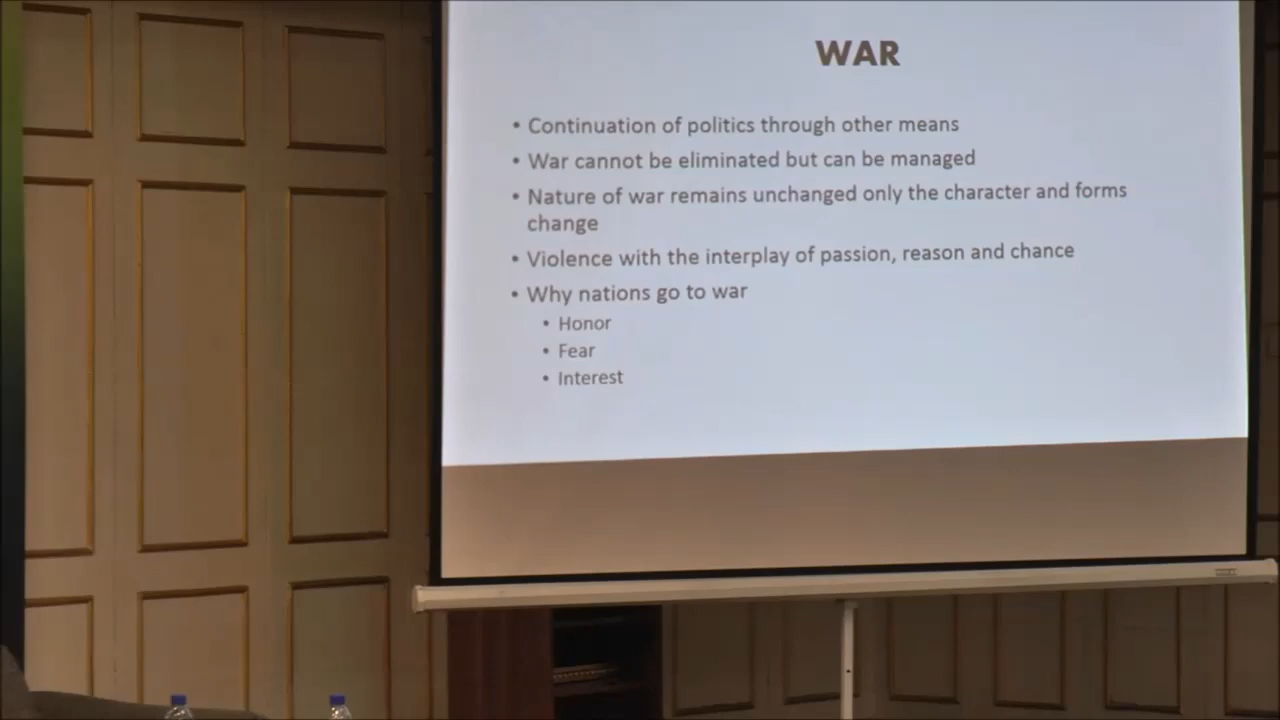 WAR
• Continuation of politics through other means
• War cannot be eliminated but can be managed
• Nature of war remains unchanged only the character and forms
change
• Violence with the interplay of passion, reason and chance
• Why nations go to war
• Honor
• Fear
• Interest